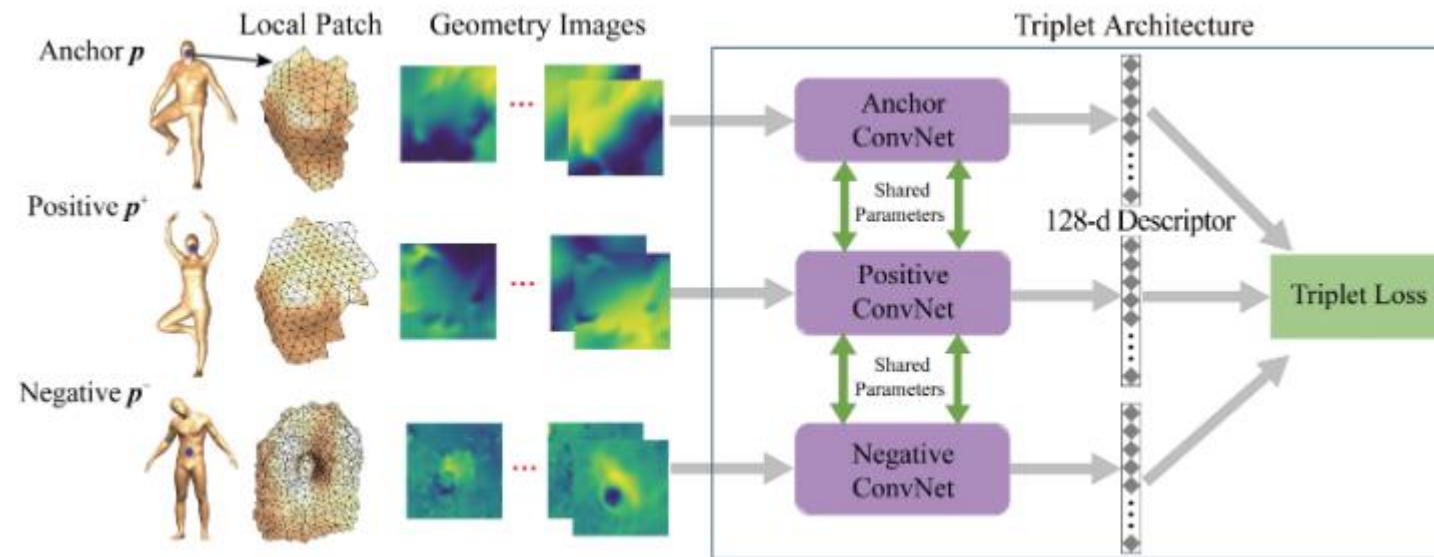 Local Patch
Geometry Images
Triplet Architecture
Anchor p
...
Anchor
ConvNet
Shared
Parameters
Positive p⁺
128-d Descriptor
...
Positive
ConvNet
Triplet Loss
Shared
Parameters
Negative p⁻
...
Negative
ConvNet